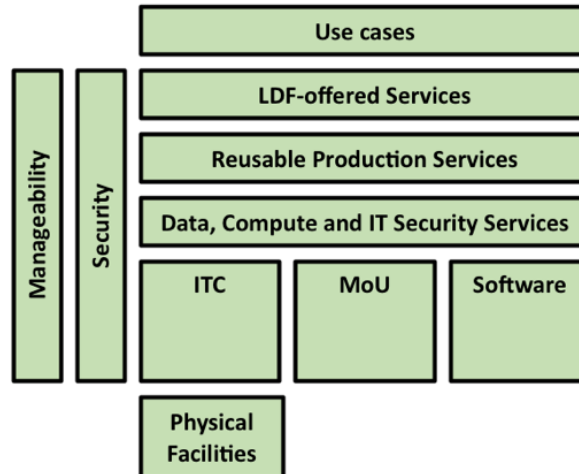 Use cases
LDF-offered Services
Reusable Production Services
Data, Compute and IT Security Services
Manageability
Security
ITC
MoU
Software
Physical
Facilities